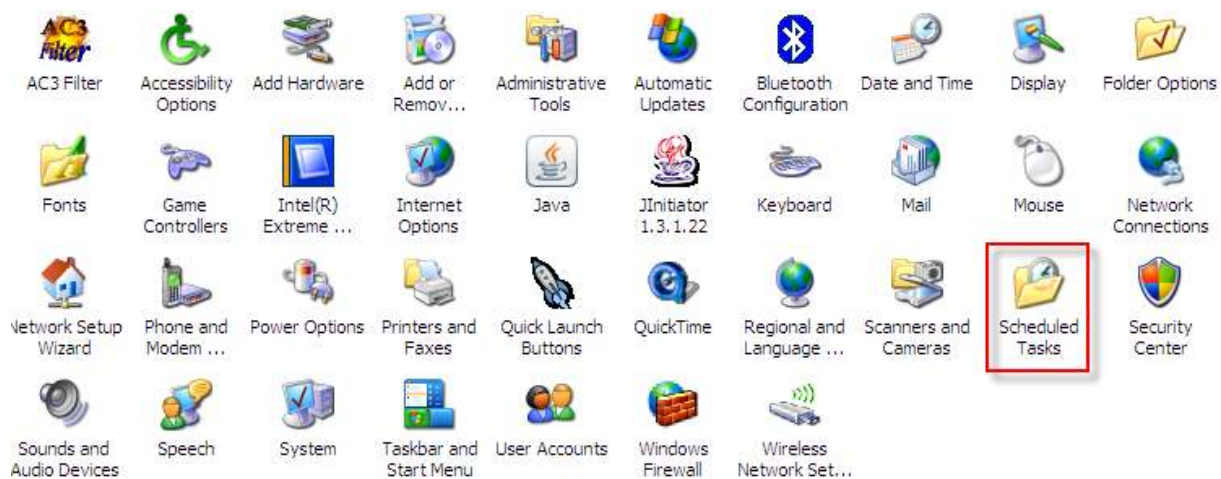 AC3
Filter
AC3 Filter
Accessibility
Options
Add Hardware
Add or
Remov...
Administrative
Tools
Automatic
Updates
Bluetooth
Configuration
Date and Time
Display
Folder Options
Fonts
Game
Controllers
Intel(R)
Extreme ...
Internet
Options
Java
JInitiator
1.3.1.22
Keyboard
Mail
Mouse
Network
Connections
Network Setup
Wizard
Phone and
Modem ...
Power Options
Printers and
Faxes
Quick Launch
Buttons
QuickTime
Regional and
Language ...
Scanners and
Cameras
Scheduled
Tasks
Security
Center
Sounds and
Audio Devices
Speech
System
Taskbar and
Start Menu
User Accounts
Windows
Firewall
Wireless
Network Set...